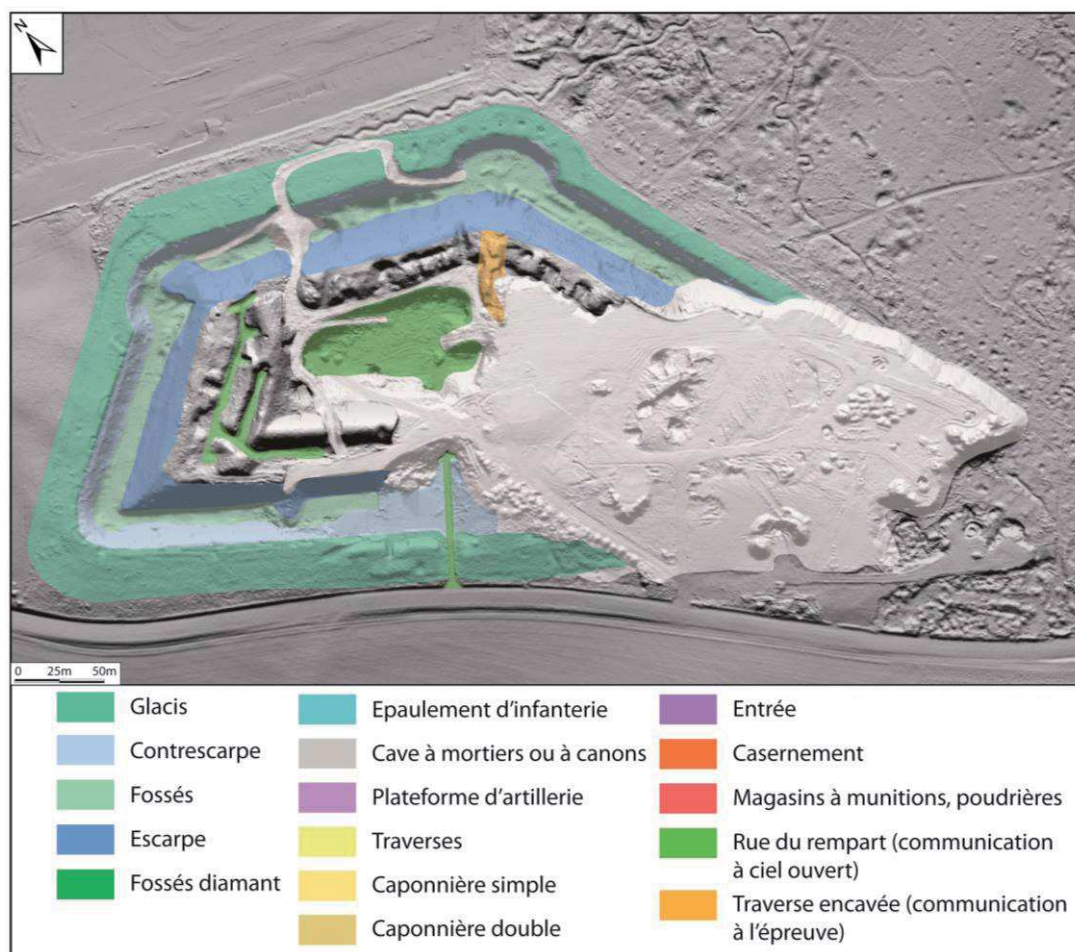 N
0 25m 50m
Glacis
Contrescarpe
Fossés
Escarpe
Fossés diamant
Epaulement d'infanterie
Cave à mortiers ou à canons
Plateforme d'artillerie
Traverses
Caponnière simple
Caponnière double
Entrée
Casernement
Magasins à munitions, poudrières
Rue du rempart (communication
à ciel ouvert)
Traverse encavée (communication
à l'épreuve)